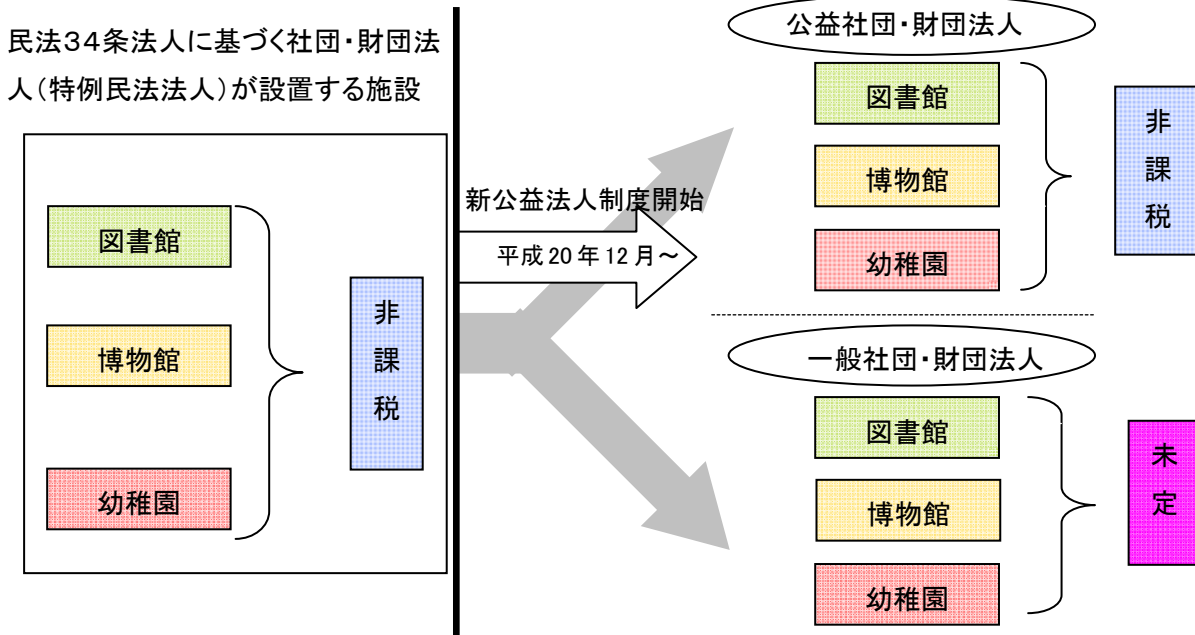 民法34条法人に基づく社団・財団法
人(特例民法法人)が設置する施設
図書館
博物館
幼稚園
非課税
新公益法人制度開始
平成20年12月~
公益社団・財団法人
図書館
博物館
幼稚園
非課税
一般社団・財団法人
図書館
博物館
幼稚園
未定